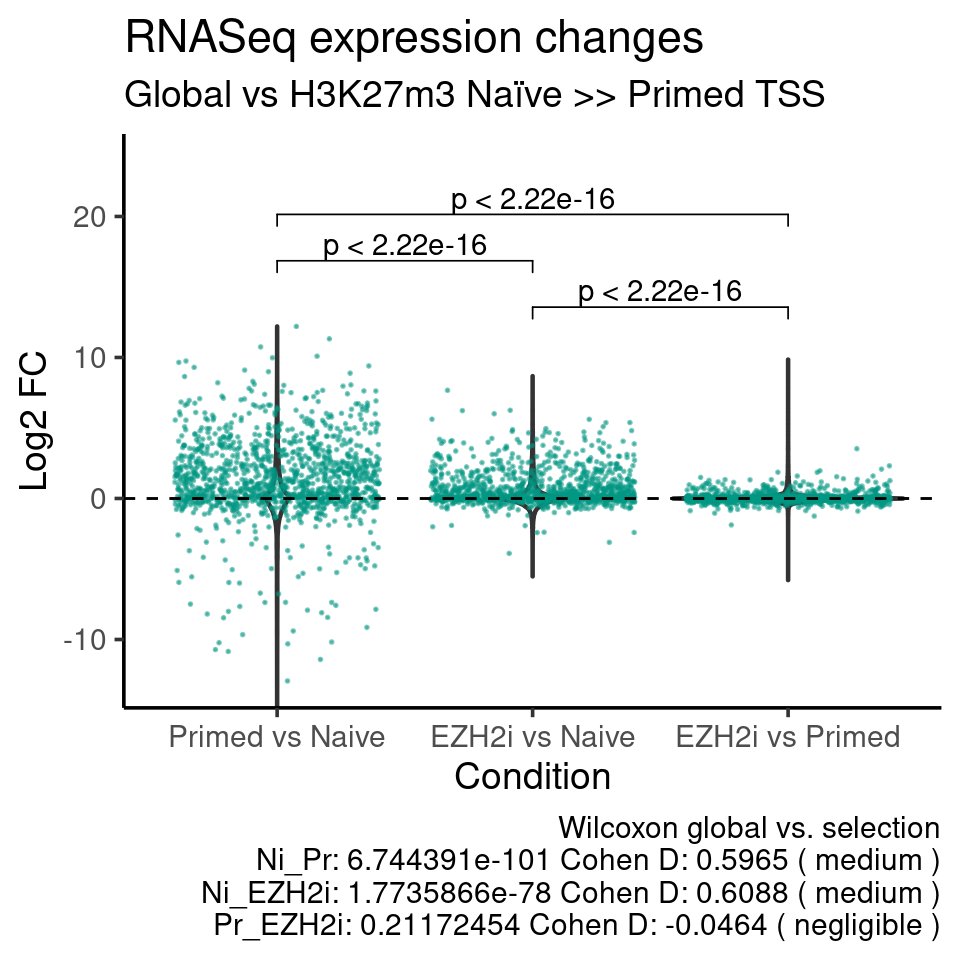 RNASeq expression changes
Global vs H3K27m3 Naïve >> Primed TSS
p < 2.22e-16
p < 2.22e-16
p < 2.22e-16
20
10
0
-10
Log2 FC
Primed vs Naive
EZH2i vs Naive
EZH2i vs Primed
Condition
Wilcoxon global vs. selection
Ni_Pr: 6.744391e-101 Cohen D: 0.5965 ( medium )
Ni_EZH2i: 1.7735866e-78 Cohen D: 0.6088 ( medium )
Pr_EZH2i: 0.21172454 Cohen D: -0.0464 ( negligible )